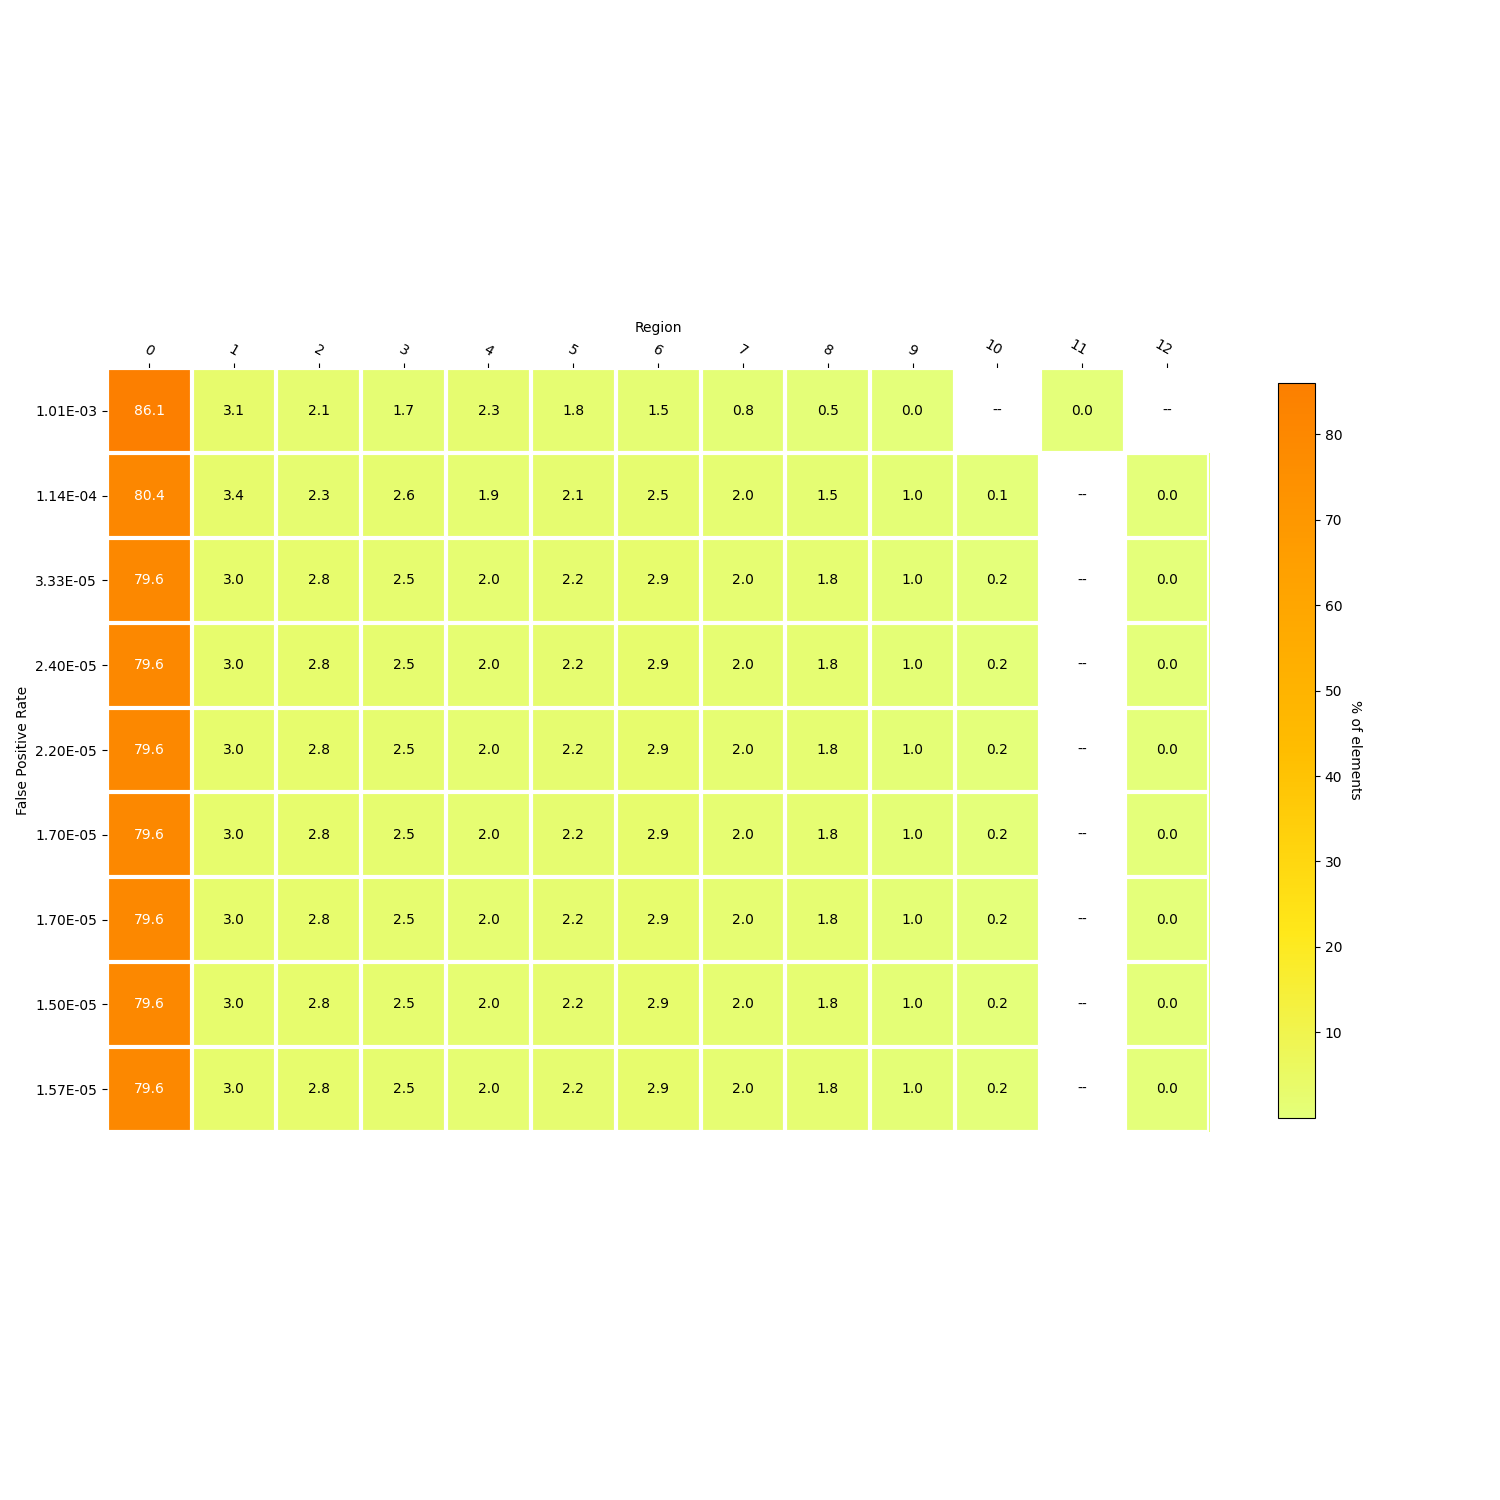 Region
0 1 2 3 4 5 6 7 8 9 10 11 12
1.01E-03 86.1 3.1 2.1 1.7 2.3 1.8 1.5 0.8 0.5 0.0 -- 0.0 --
1.14E-04 80.4 3.4 2.3 2.6 1.9 2.1 2.5 2.0 1.5 1.0 0.1 -- 0.0
3.33E-05 79.6 3.0 2.8 2.5 2.0 2.2 2.9 2.0 1.8 1.0 0.2 -- 0.0
2.40E-05 79.6 3.0 2.8 2.5 2.0 2.2 2.9 2.0 1.8 1.0 0.2 -- 0.0
2.20E-05 79.6 3.0 2.8 2.5 2.0 2.2 2.9 2.0 1.8 1.0 0.2 -- 0.0
1.70E-05 79.6 3.0 2.8 2.5 2.0 2.2 2.9 2.0 1.8 1.0 0.2 -- 0.0
1.70E-05 79.6 3.0 2.8 2.5 2.0 2.2 2.9 2.0 1.8 1.0 0.2 -- 0.0
1.50E-05 79.6 3.0 2.8 2.5 2.0 2.2 2.9 2.0 1.8 1.0 0.2 -- 0.0
1.57E-05 79.6 3.0 2.8 2.5 2.0 2.2 2.9 2.0 1.8 1.0 0.2 -- 0.0
False Positive Rate
80
70
60
50
40
30
20
10
% of elements